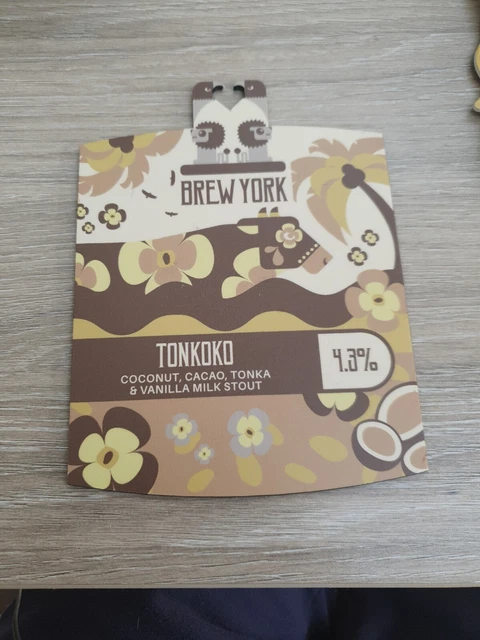 BREW YORK
TONKOKO
COCONUT, CACAO, TONKA
& VANILLA MILK STOUT
4.3%